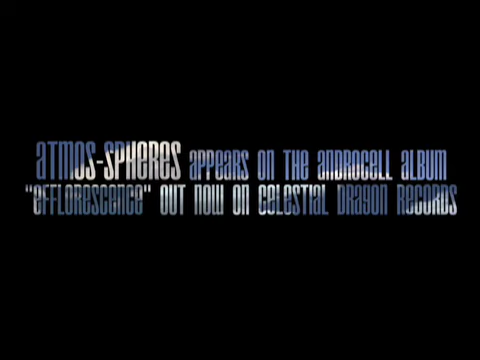 ATMOS-SPHERES APPEARS ON THE ANDROCELL ALBUM
"EFFLORESCENCE" OUT NOW ON CELESTIAL DRAGON RECORDS